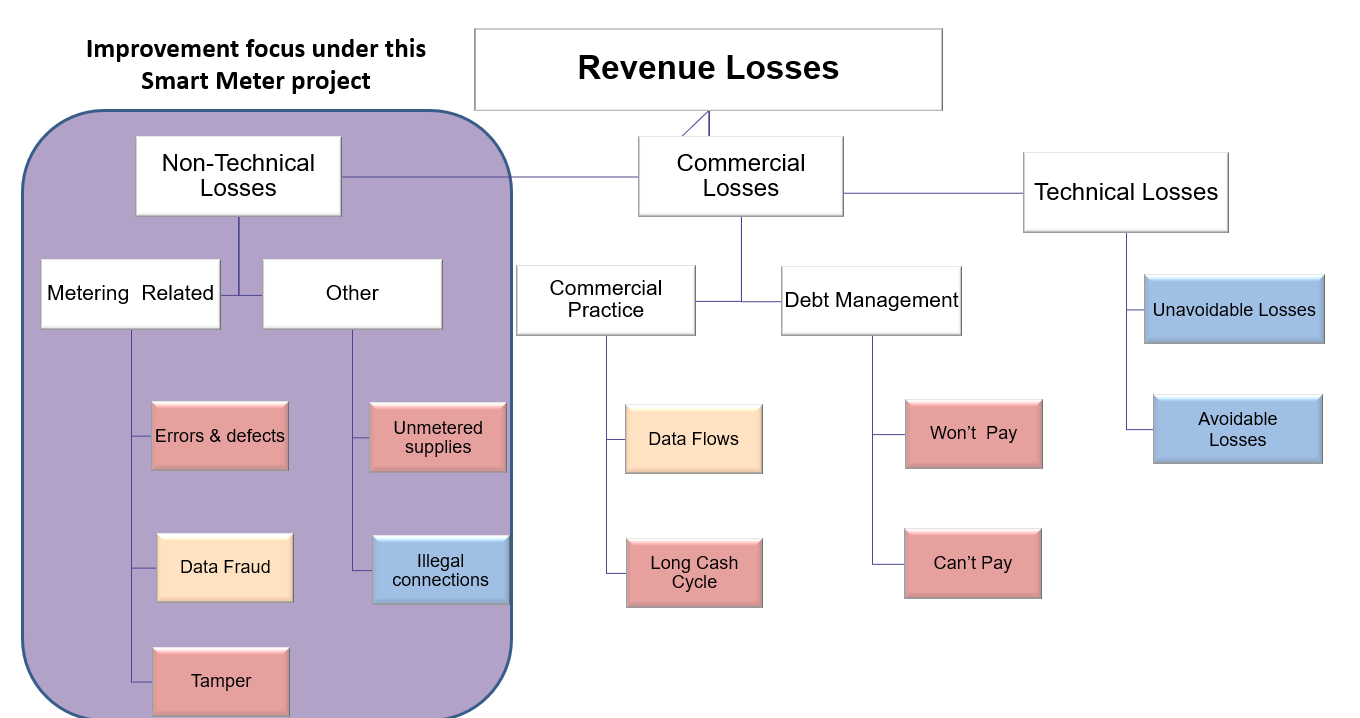 Improvement focus under this
Smart Meter project
Revenue Losses
Non-Technical
Losses
Commercial
Losses
Technical Losses
Metering  Related
Other
Commercial
Practice
Debt Management
Unavoidable Losses
Errors & defects
Unmetered
supplies
Data Flows
Won’t  Pay
Avoidable
Losses
Data Fraud
Illegal
connections
Long Cash
Cycle
Can’t Pay
Tamper